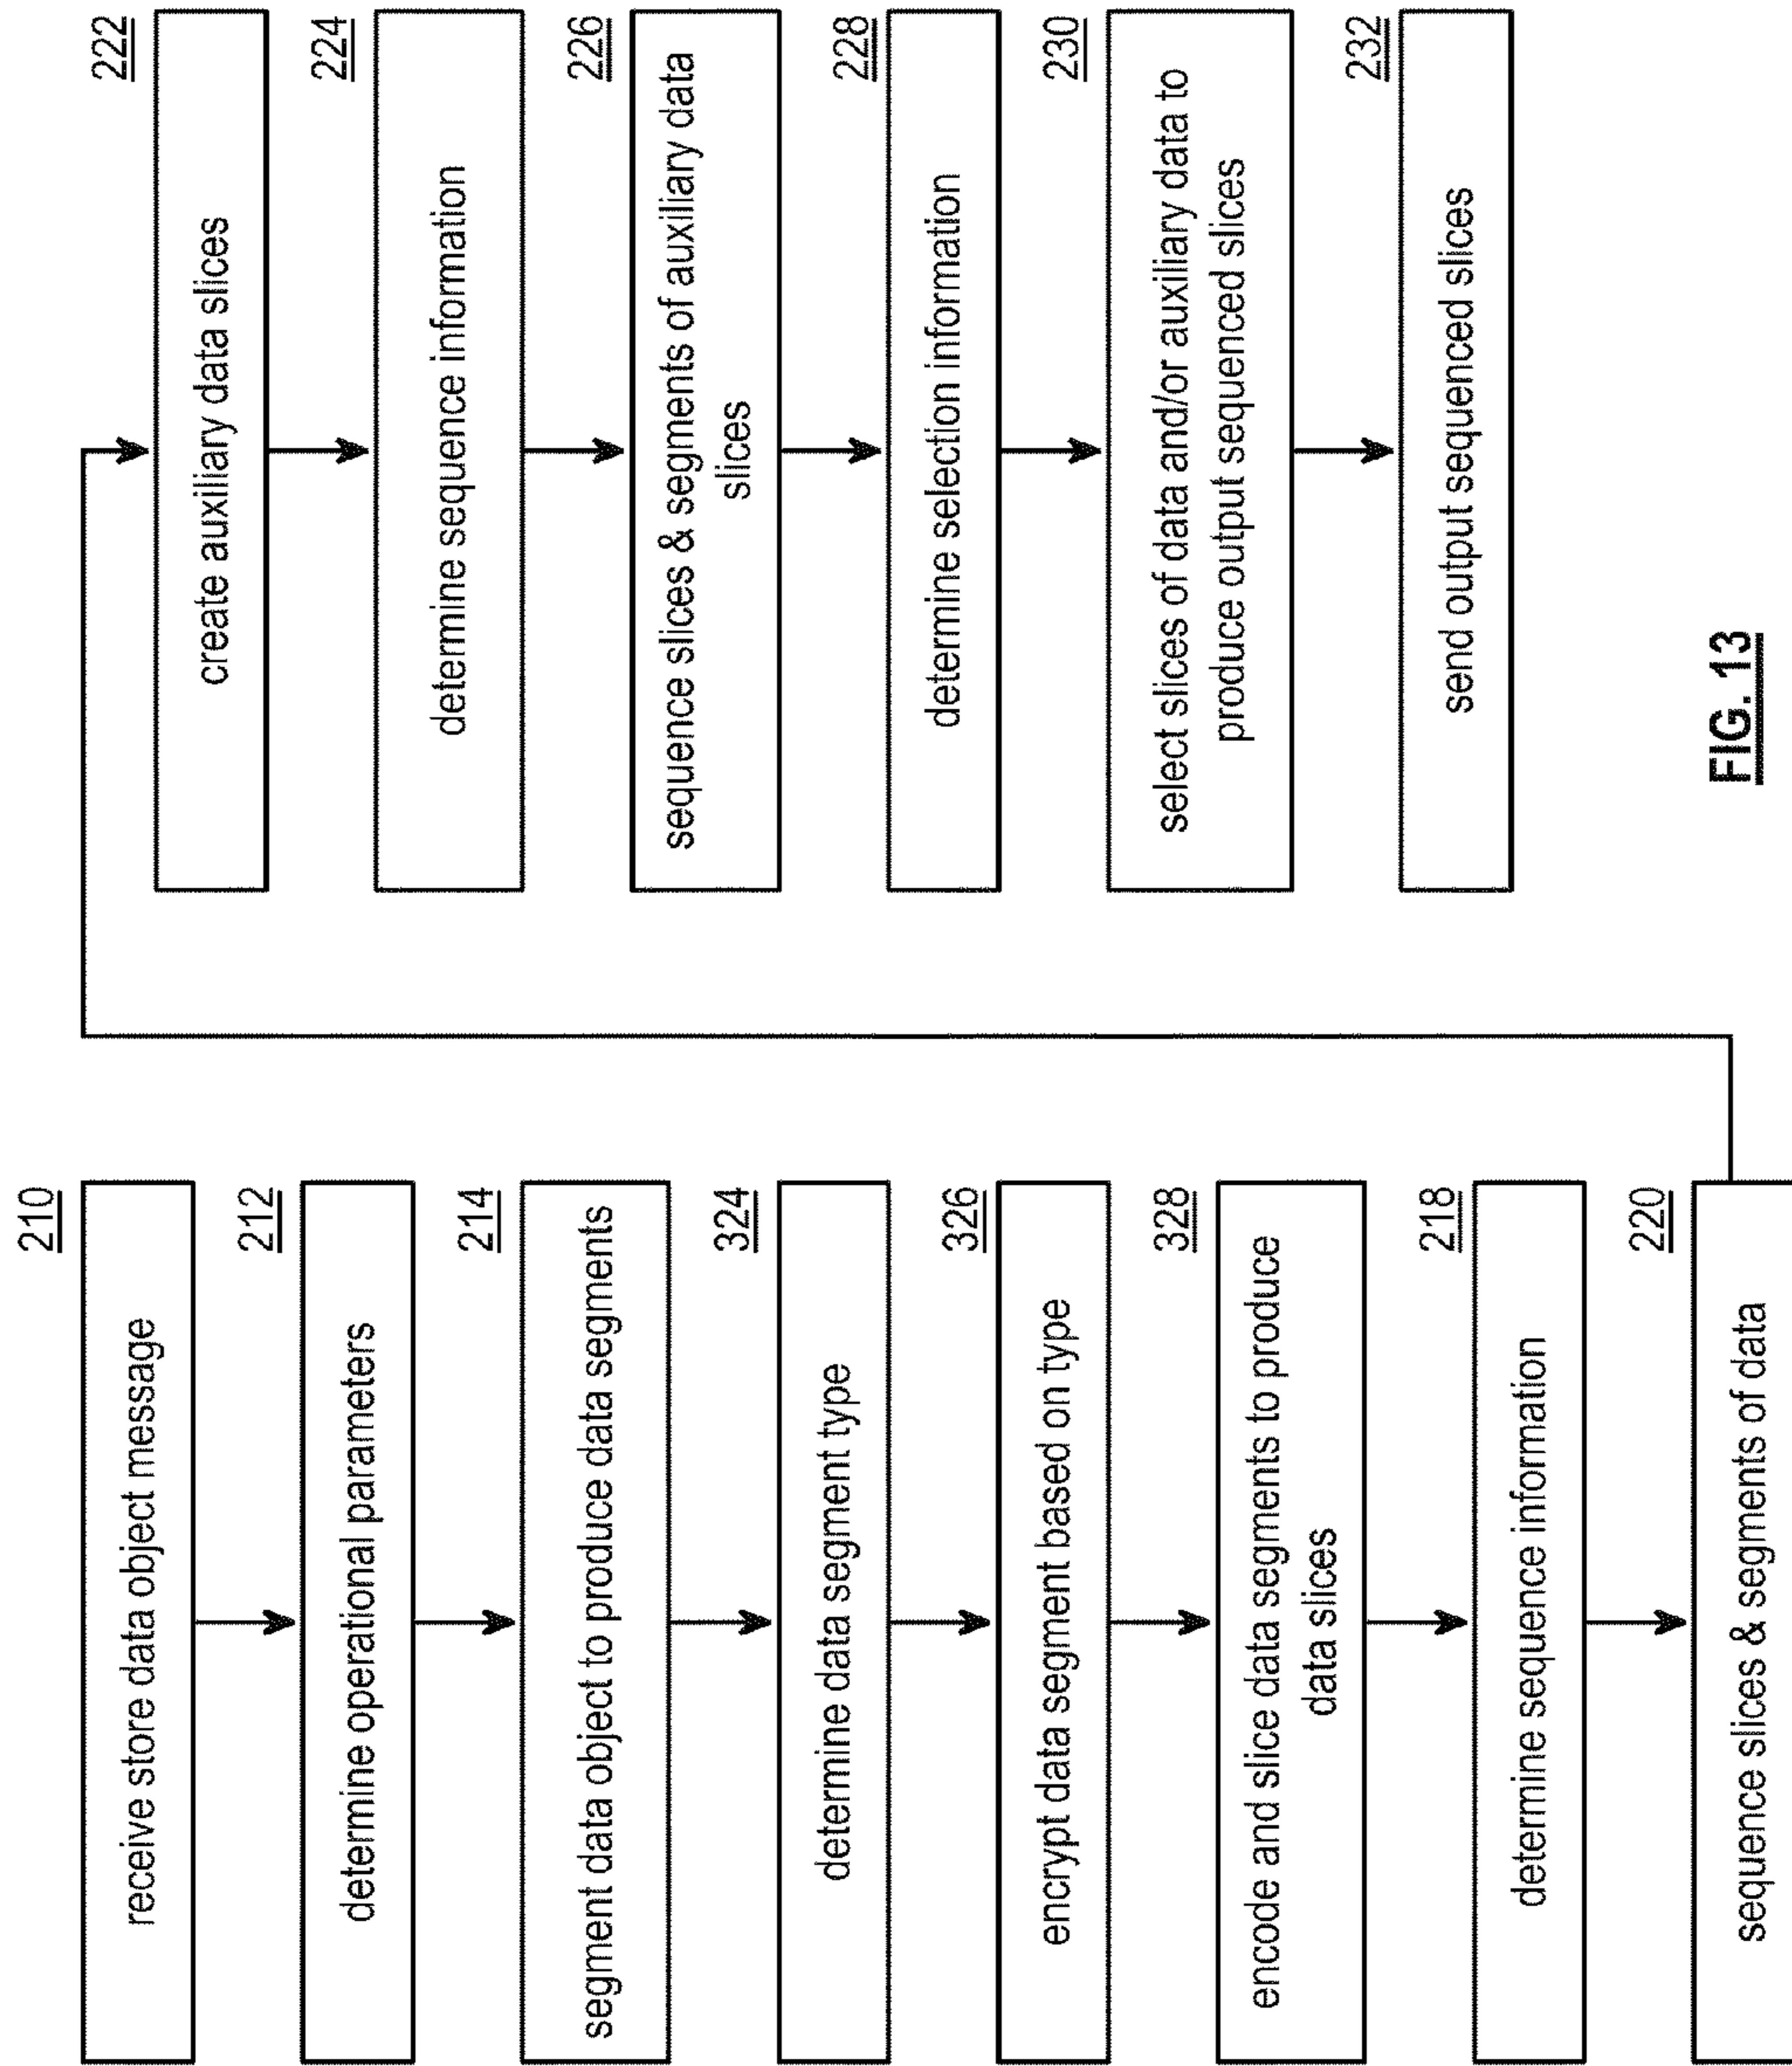 210
receive store data object message
212
determine operational parameters
214
segment data object to produce data segments
324
determine data segment type
326
encrypt data segment based on type
328
encode and slice data segments to produce
data slices
218
determine sequence information
220
sequence slices & segments of data
222
create auxiliary data slices
224
determine sequence information
226
sequence slices & segments of auxiliary data
slices
228
determine selection information
230
select slices of data and/or auxiliary data to
produce output sequenced slices
232
send output sequenced slices
FIG. 13